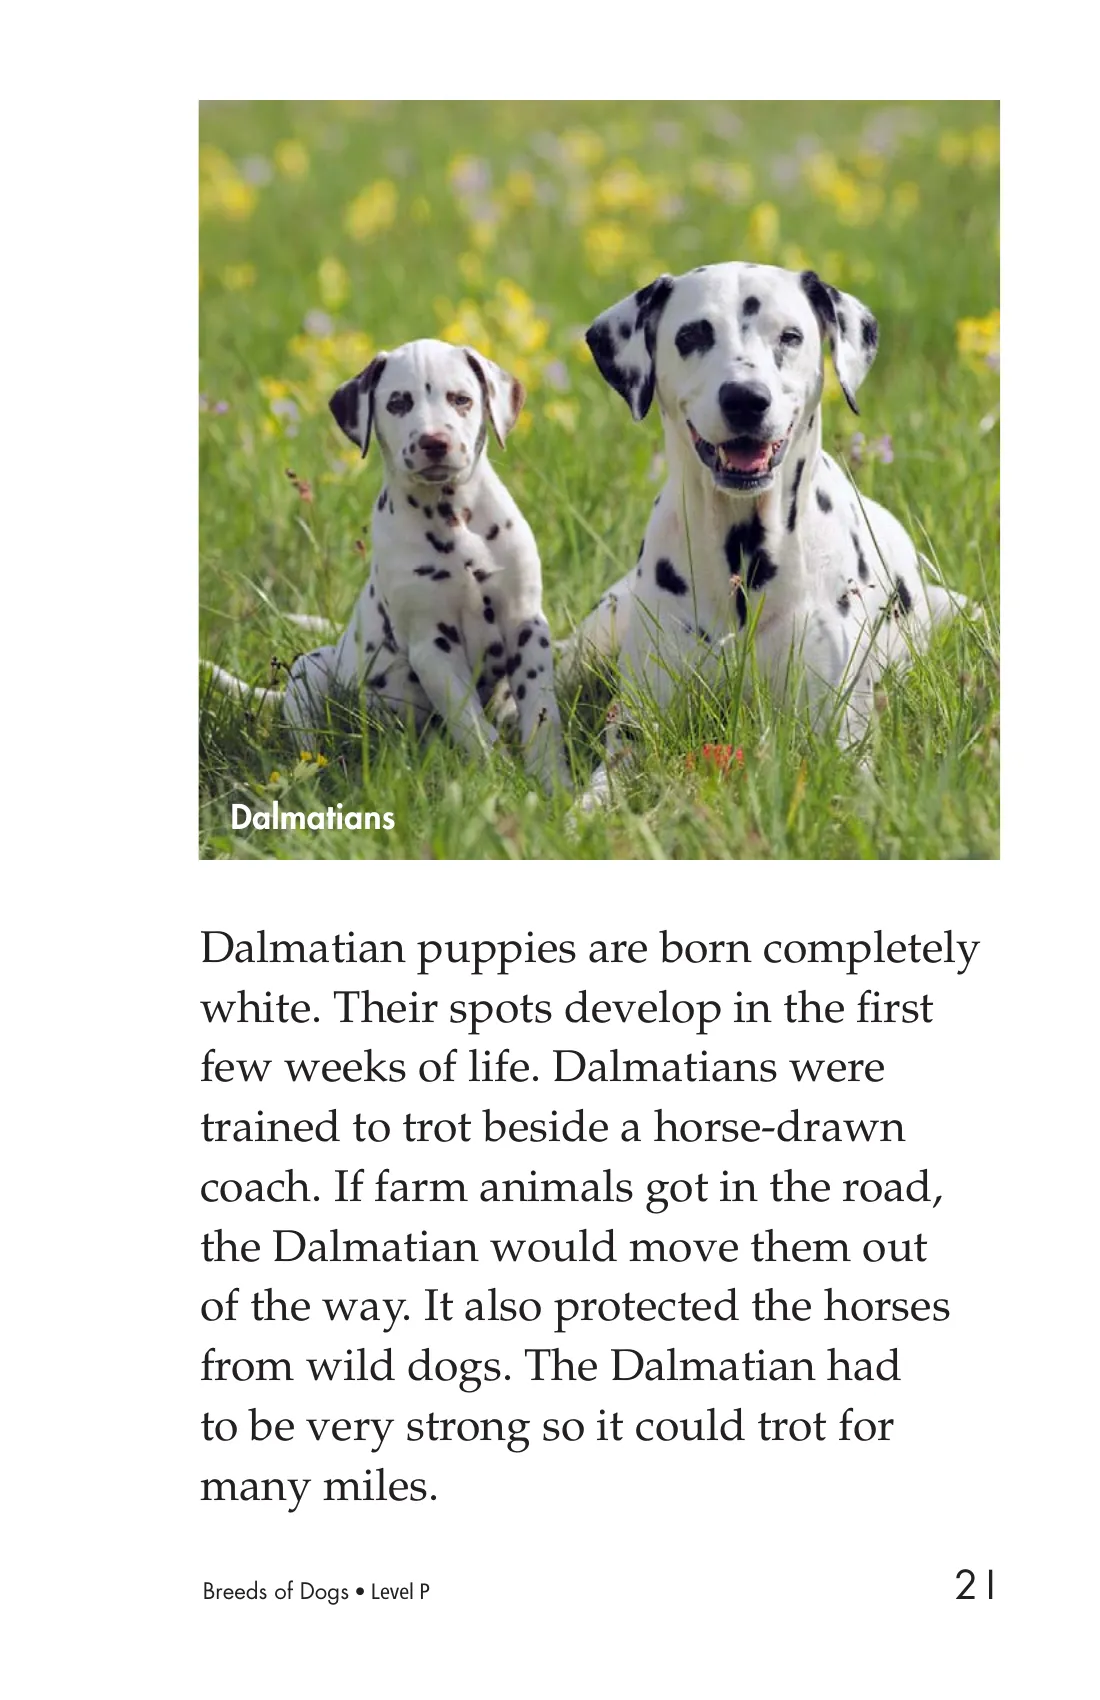 Dalmatians
Dalmatian puppies are born completely
white. Their spots develop in the first
few weeks of life. Dalmatians were
trained to trot beside a horse-drawn
coach. If farm animals got in the road,
the Dalmatian would move them out
of the way. It also protected the horses
from wild dogs. The Dalmatian had
to be very strong so it could trot for
many miles.
Breeds of Dogs • Level P
21